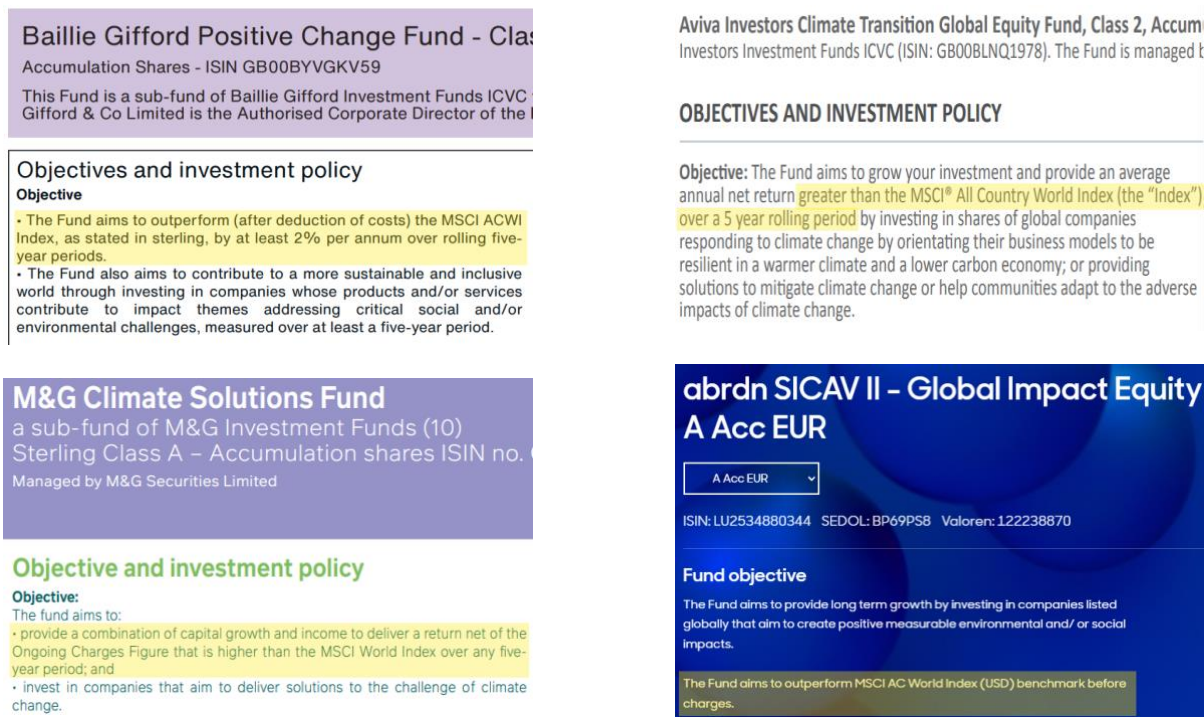 Baillie Gifford Positive Change Fund - Clas
Accumulation Shares - ISIN GB00BYVGKV59
This Fund is a sub-fund of Baillie Gifford Investment Funds ICVC
Gifford & Co Limited is the Authorised Corporate Director of the
Objectives and investment policy
Objective
• The Fund aims to outperform (after deduction of costs) the MSCI ACWI
Index, as stated in sterling, by at least 2% per annum over rolling five-
year periods.
• The Fund also aims to contribute to a more sustainable and inclusive
world through investing in companies whose products and/or services
contribute to impact themes addressing critical social and/or
environmental challenges, measured over at least a five-year period.
Aviva Investors Climate Transition Global Equity Fund, Class 2, Accum
Investors Investment Funds ICVC (ISIN: GB00BLNQ1978). The Fund is managed b
OBJECTIVES AND INVESTMENT POLICY
Objective: The Fund aims to grow your investment and provide an average
annual net return greater than the MSCI® All Country World Index (the “Index”)
over a 5 year rolling period by investing in shares of global companies
responding to climate change by orientating their business models to be
resilient in a warmer climate and a lower carbon economy; or providing
solutions to mitigate climate change or help communities adapt to the adverse
impacts of climate change.
M&G Climate Solutions Fund
a sub-fund of M&G Investment Funds (10)
Sterling Class A – Accumulation shares ISIN no.
Managed by M&G Securities Limited
Objective and investment policy
Objective:
The fund aims to:
• provide a combination of capital growth and income to deliver a return net of the
Ongoing Charges Figure that is higher than the MSCI World Index over any five-
year period; and
• invest in companies that aim to deliver solutions to the challenge of climate
change.
abrdn SICAV II - Global Impact Equity
A Acc EUR
A Acc EUR
ISIN: LU2534880344 SEDOL: BP69PS8 Valoren: 122238870
Fund objective
The Fund aims to provide long term growth by investing in companies listed
globally that aim to create positive measurable environmental and/ or social
impacts.
The Fund aims to outperform MSCI AC World Index (USD) benchmark before
charges.